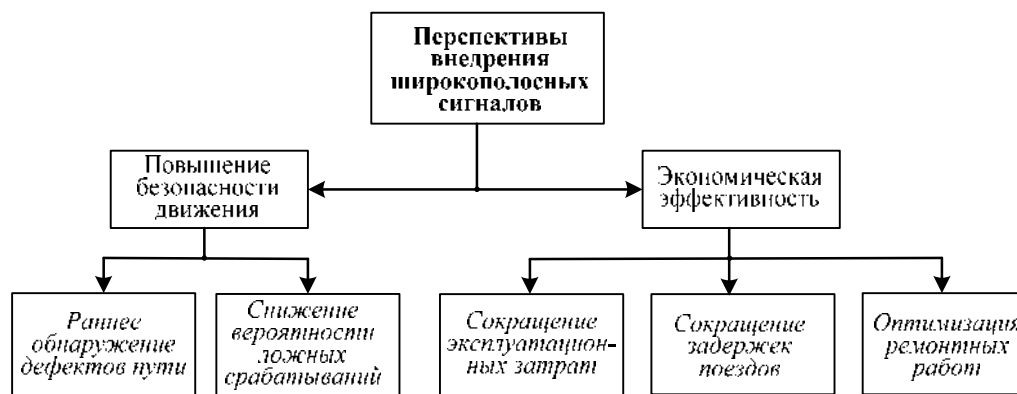 Перспективы
внедрения
широкополосных
сигналов
Повышение
безопасности
движения
Экономическая
эффективность
Раннее
обнаружение
дефектов пути
Снижение
вероятности
ложных
срабатываний
Сокращение
эксплуатацион-
ных затрат
Сокращение
задержек
поездов
Оптимизация
ремонтных
работ